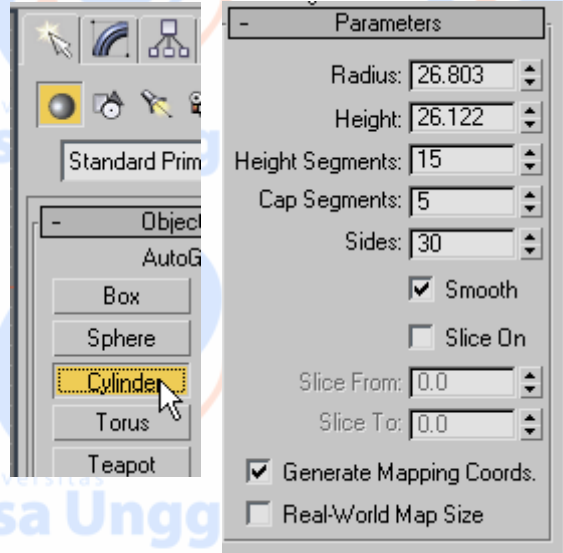 Standard Prim
- Objec
AutoG
Box
Sphere
Cylinder
Torus
Teapot
- Parameters
Radius: 26.803
Height: 26.122
Height Segments: 15
Cap Segments: 5
Sides: 30
Smooth
Slice On
Slice From: 0.0
Slice To: 0.0
Generate Mapping Coords.
Real-World Map Size
versitas
sa Ungg